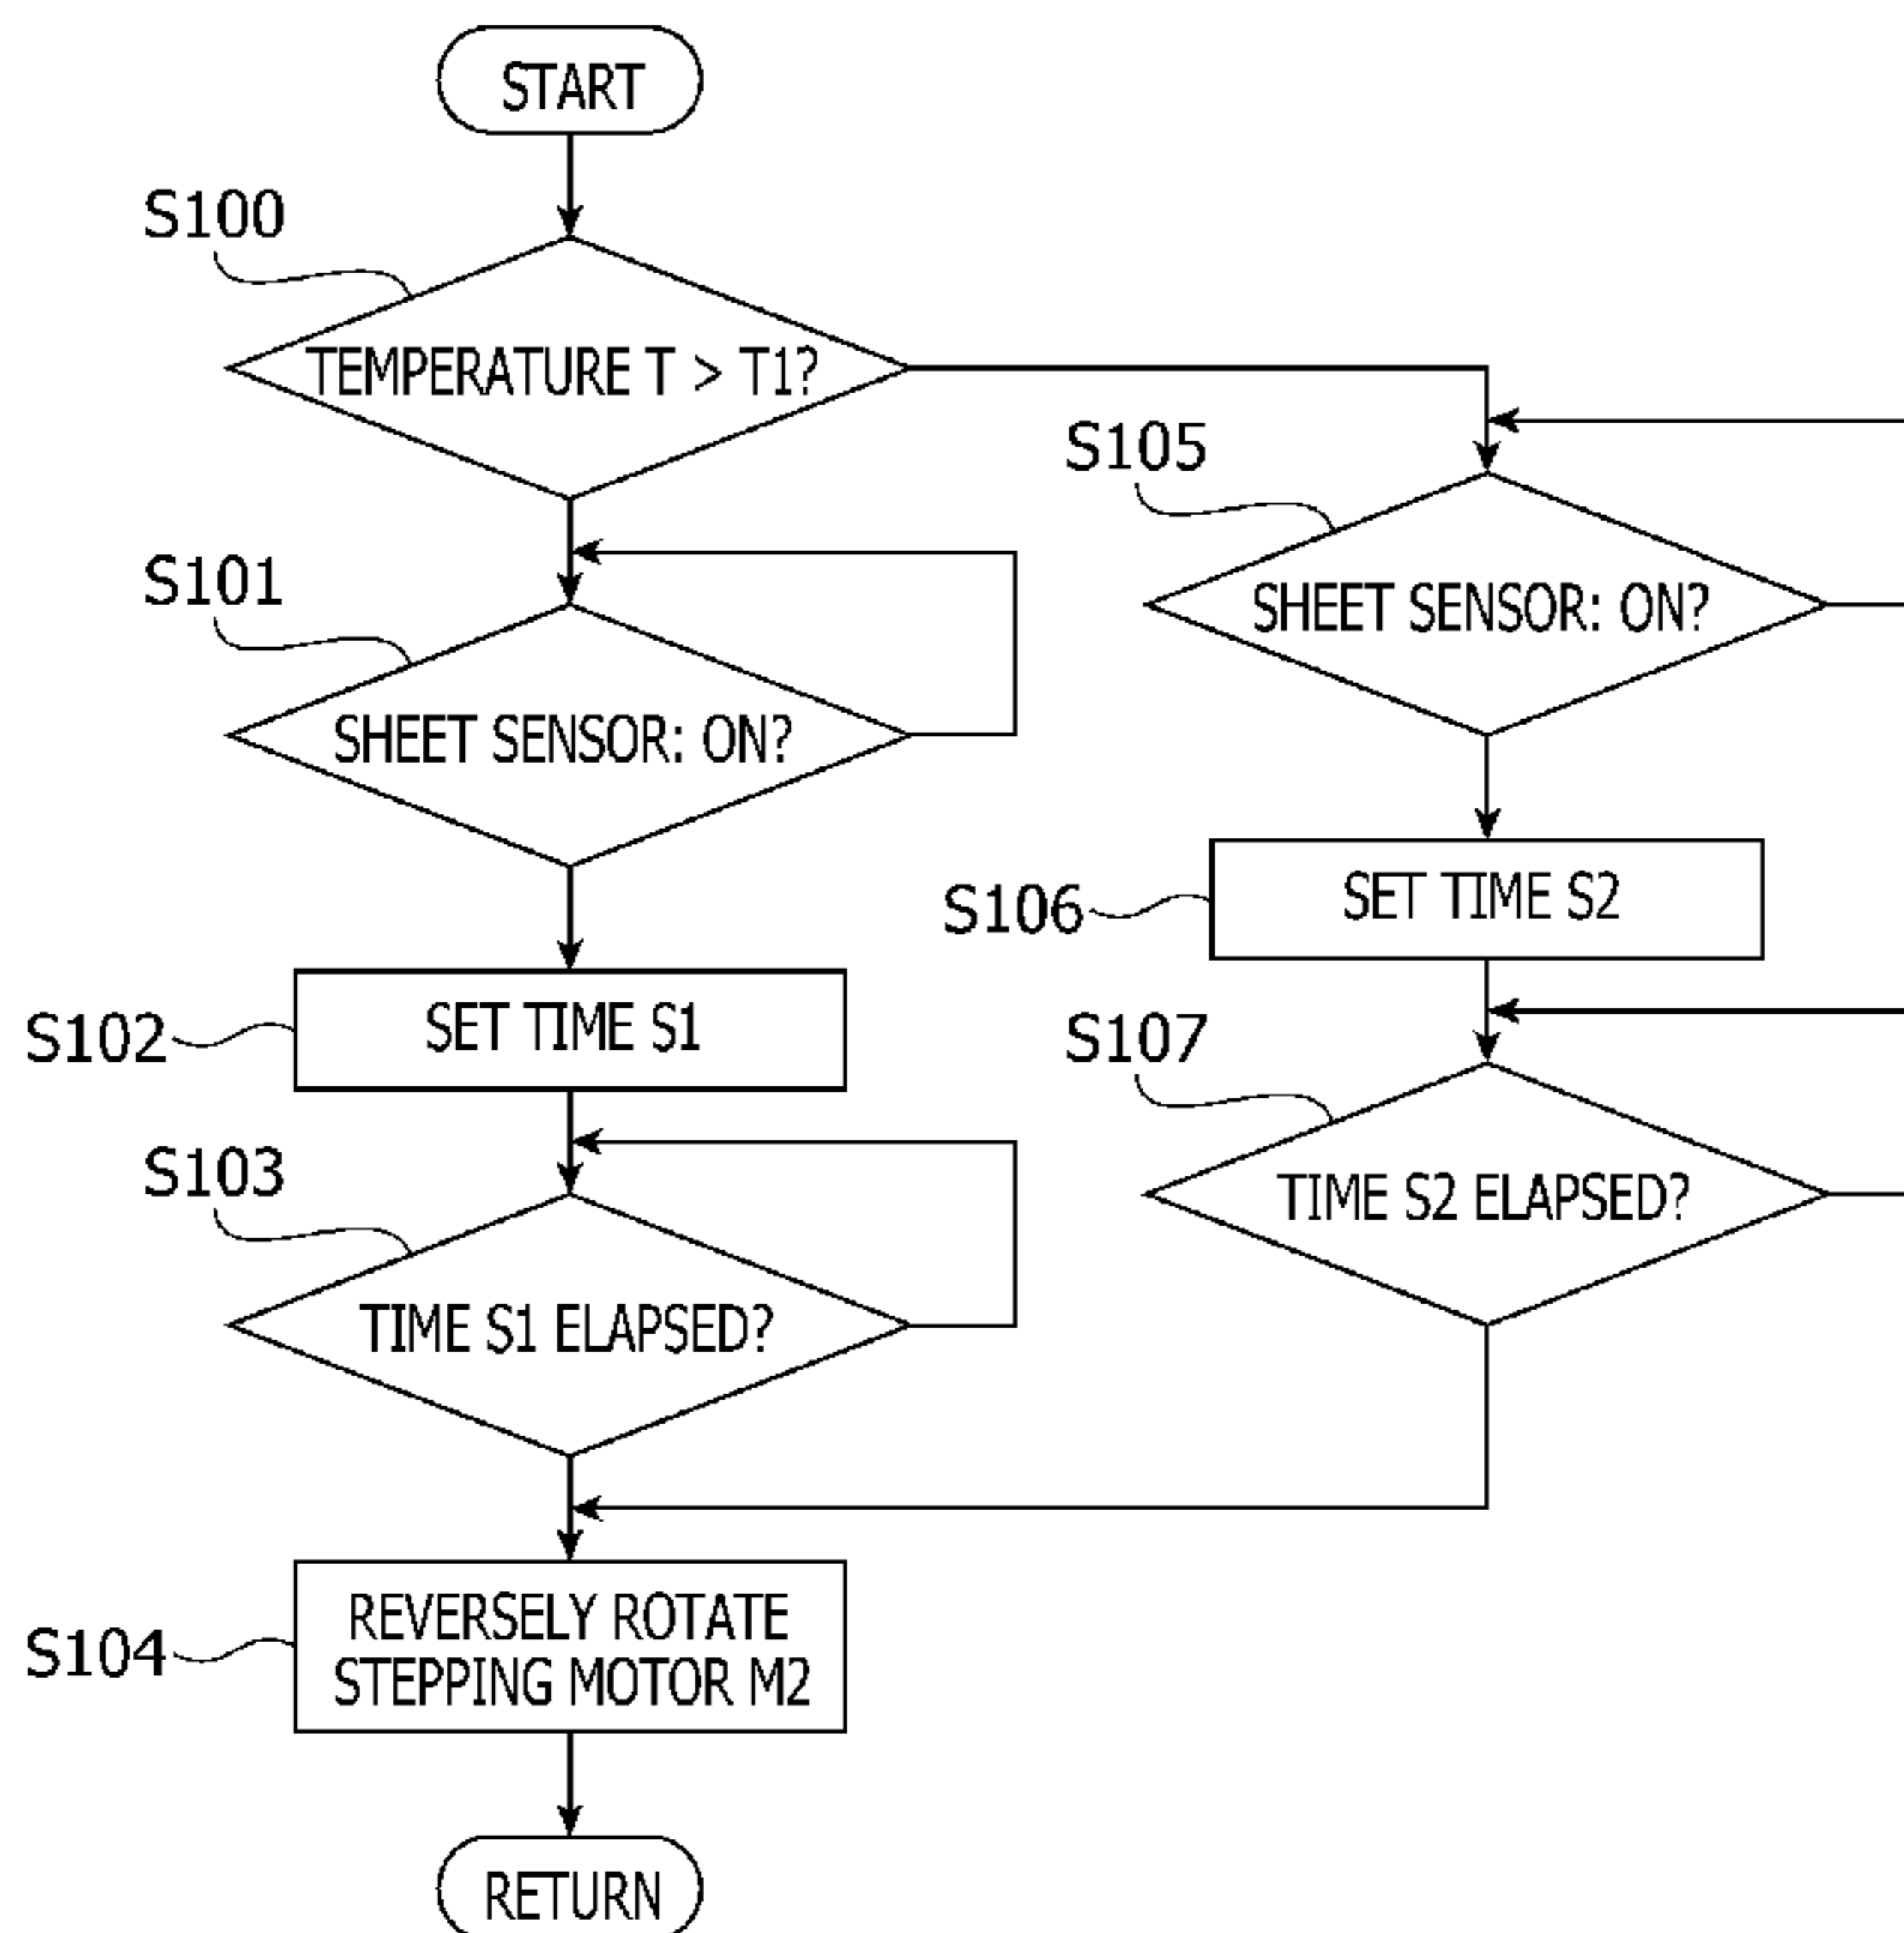 START
S100
TEMPERATURE T > T1?
S101
SHEET SENSOR: ON?
S102
SET TIME S1
S103
TIME S1 ELAPSED?
S104
REVERSELY ROTATE
STEPPING MOTOR M2
RETURN
S105
SHEET SENSOR: ON?
S106
SET TIME S2
S107
TIME S2 ELAPSED?